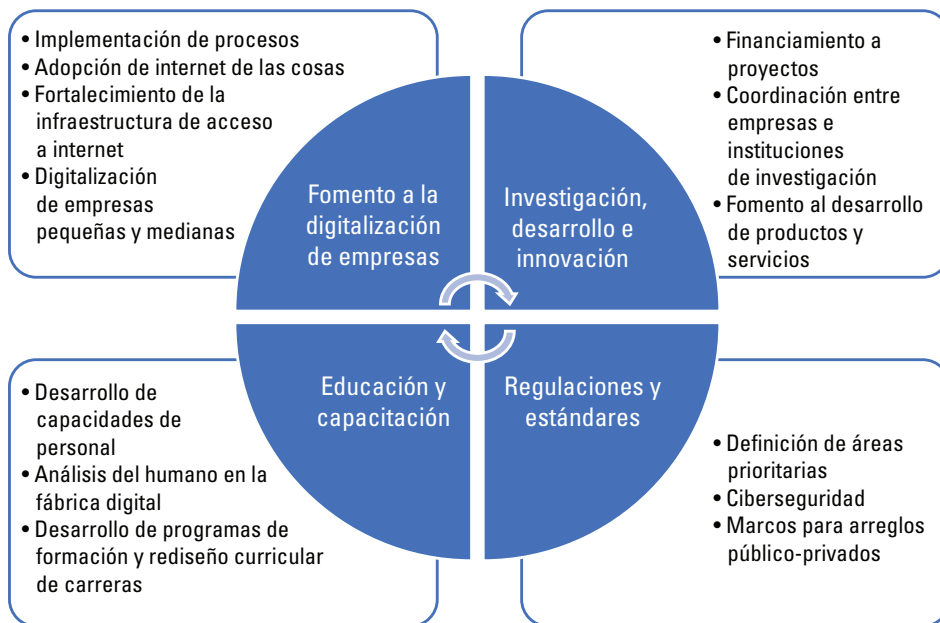 • Implementación de procesos
• Adopción de internet de las cosas
• Fortalecimiento de la
infraestructura de acceso
a internet
• Digitalización
de empresas
pequeñas y medianas
Fomento a la
digitalización
de empresas
Investigación,
desarrollo e
innovación
• Financiamiento a
proyectos
• Coordinación entre
empresas e
instituciones
de investigación
• Fomento al desarrollo
de productos y
servicios
• Desarrollo de
capacidades de
personal
• Análisis del humano en la
fábrica digital
• Desarrollo de programas de
formación y rediseño curricular
de carreras
Educación y
capacitación
Regulaciones y
estándares
• Definición de áreas
prioritarias
• Ciberseguridad
• Marcos para arreglos
público-privados